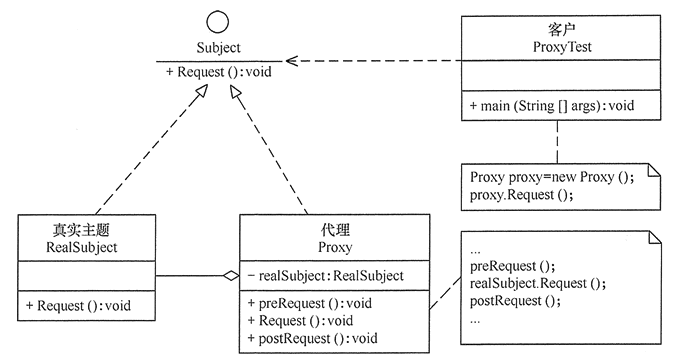 Subject
+ Request ():void
客户
ProxyTest
+ main (String [] args):void
Proxy proxy=new Proxy ();
proxy.Request ();
真实主题
RealSubject
+ Request ():void
代理
Proxy
− realSubject:RealSubject
+ preRequest ():void
+ Request ():void
+ postRequest ():void
...
preRequest ();
realSubject.Request ();
postRequest ();
...